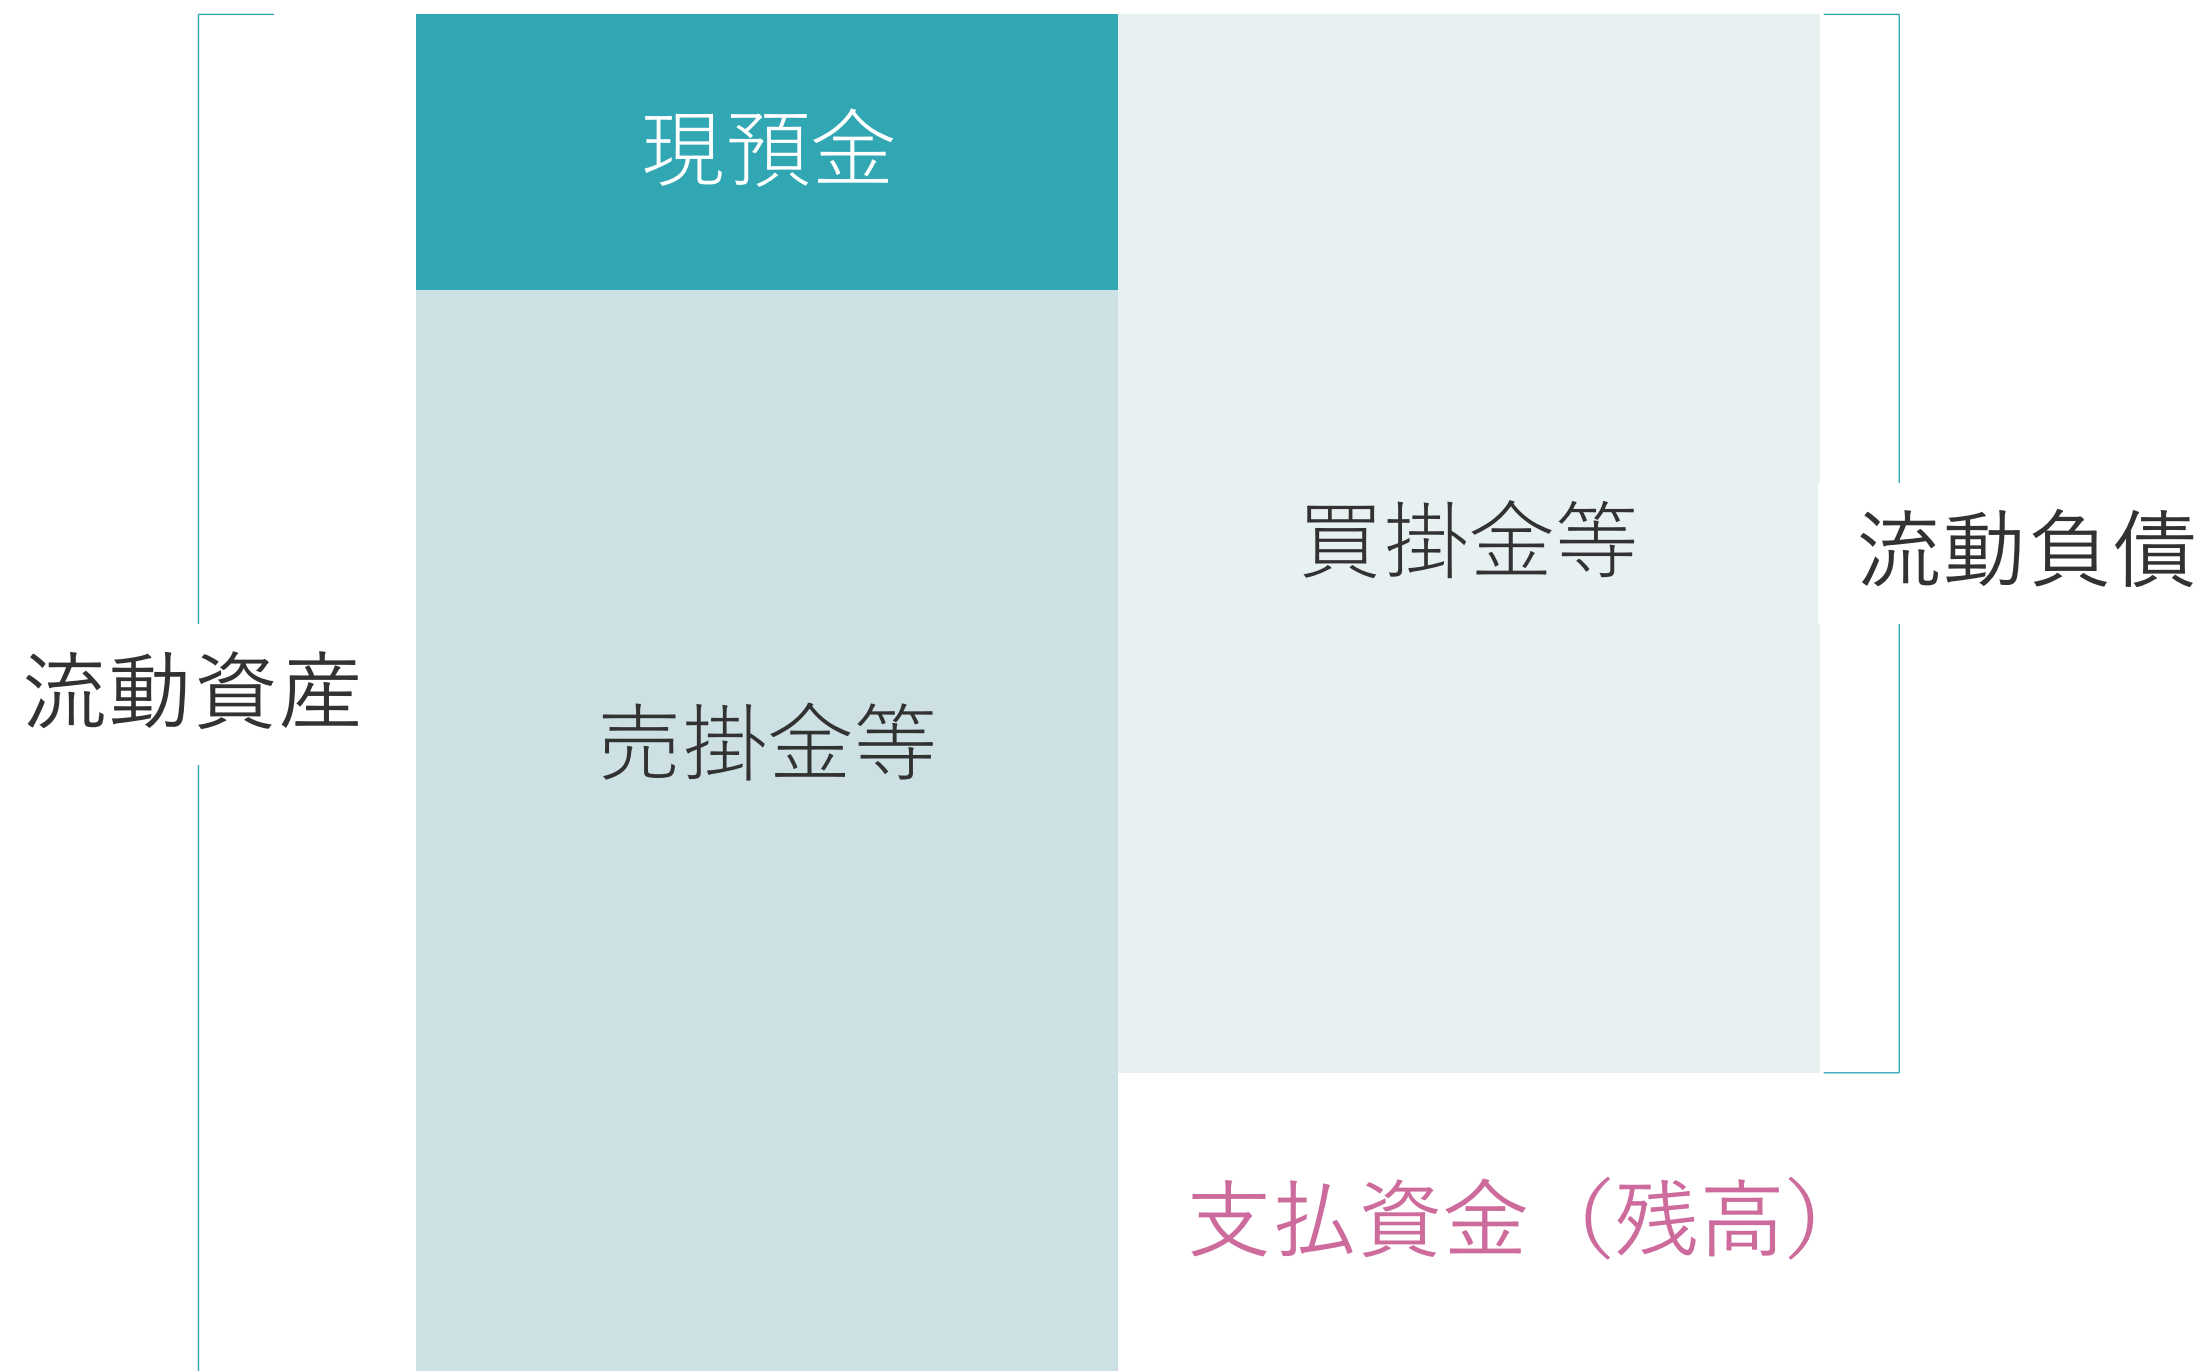 現預金
買掛金等
流動負債
流動資産
売掛金等
支払資金（残高）